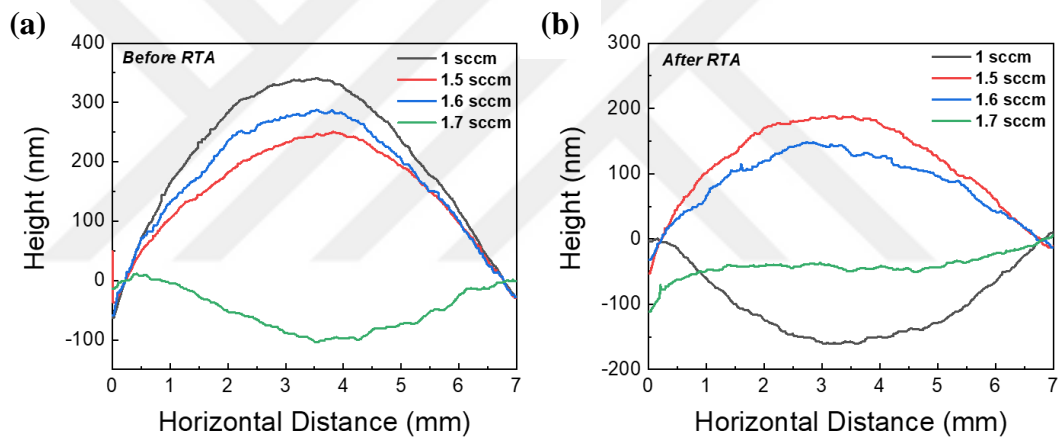 (a)
Before RTA
1 sccm
1.5 sccm
1.6 sccm
1.7 sccm
400
300
200
100
0
-100
Height (nm)
0 1 2 3 4 5 6 7
Horizontal Distance (mm)
(b)
After RTA
1 sccm
1.5 sccm
1.6 sccm
1.7 sccm
300
200
100
0
-100
-200
Height (nm)
0 1 2 3 4 5 6 7
Horizontal Distance (mm)